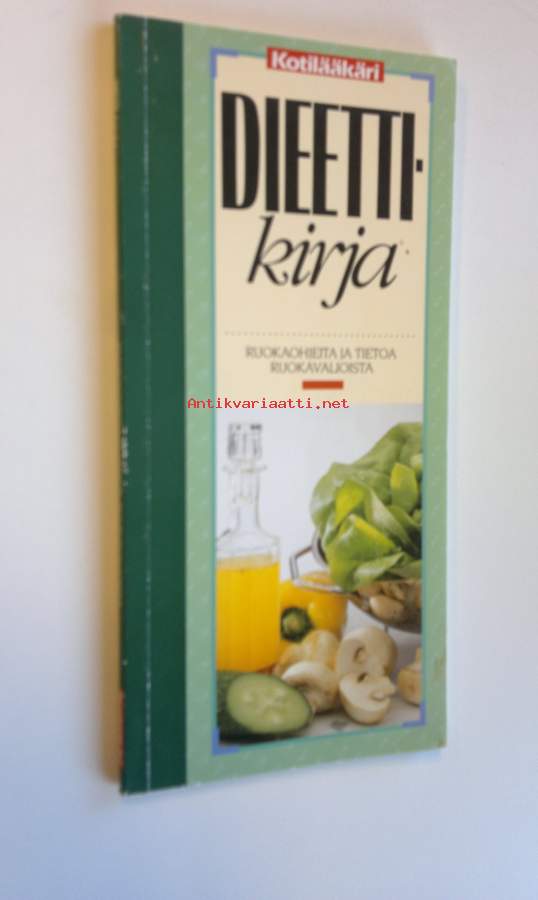 Kotilääkäri
DIEETTI-
kirja
RUOKAOHJEITA JA TIETOA
RUOKAVALIOISTA
Antikvariaatti.net